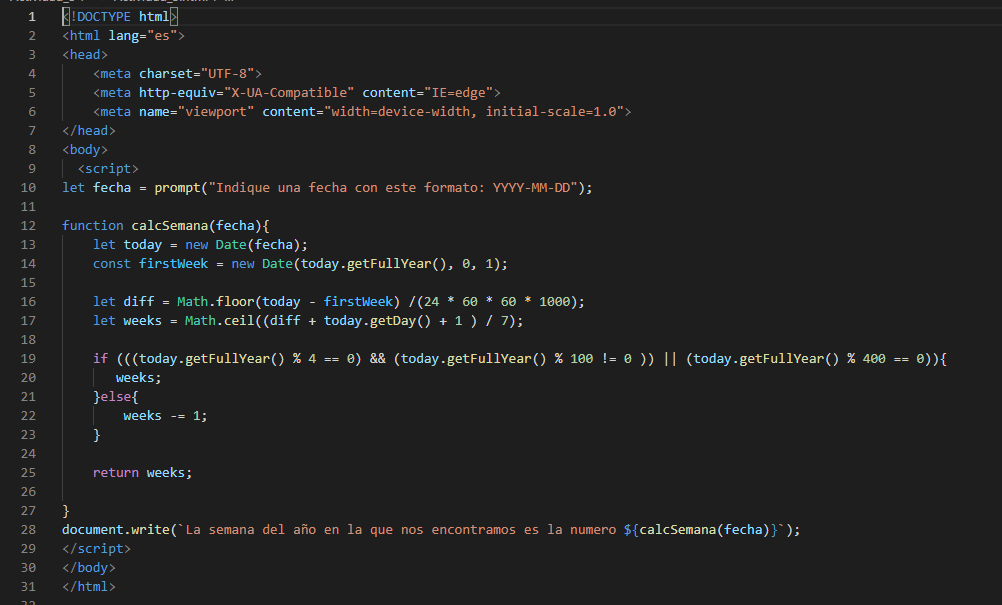 1 <!DOCTYPE html>
2 <html lang="es">
3 <head>
4 <meta charset="UTF-8">
5 <meta http-equiv="X-UA-Compatible" content="IE=edge">
6 <meta name="viewport" content="width=device-width, initial-scale=1.0">
7 </head>
8 <body>
9 <script>
10 let fecha = prompt("Indique una fecha con este formato: YYYY-MM-DD");
11
12 function calcSemana(fecha){
13 let today = new Date(fecha);
14 const firstWeek = new Date(today.getFullYear(), 0, 1);
15
16 let diff = Math.floor(today - firstWeek) /(24 * 60 * 60 * 1000);
17 let weeks = Math.ceil((diff + today.getDay() + 1 ) / 7);
18
19 if (((today.getFullYear() % 4 == 0) && (today.getFullYear() % 100 != 0 )) || (today.getFullYear() % 400 == 0)){
20 weeks;
21 }else{
22 weeks -= 1;
23 }
24
25 return weeks;
26
27 }
28 document.write(`La semana del año en la que nos encontramos es la numero ${calcSemana(fecha)}`);
29 </script>
30 </body>
31 </html>